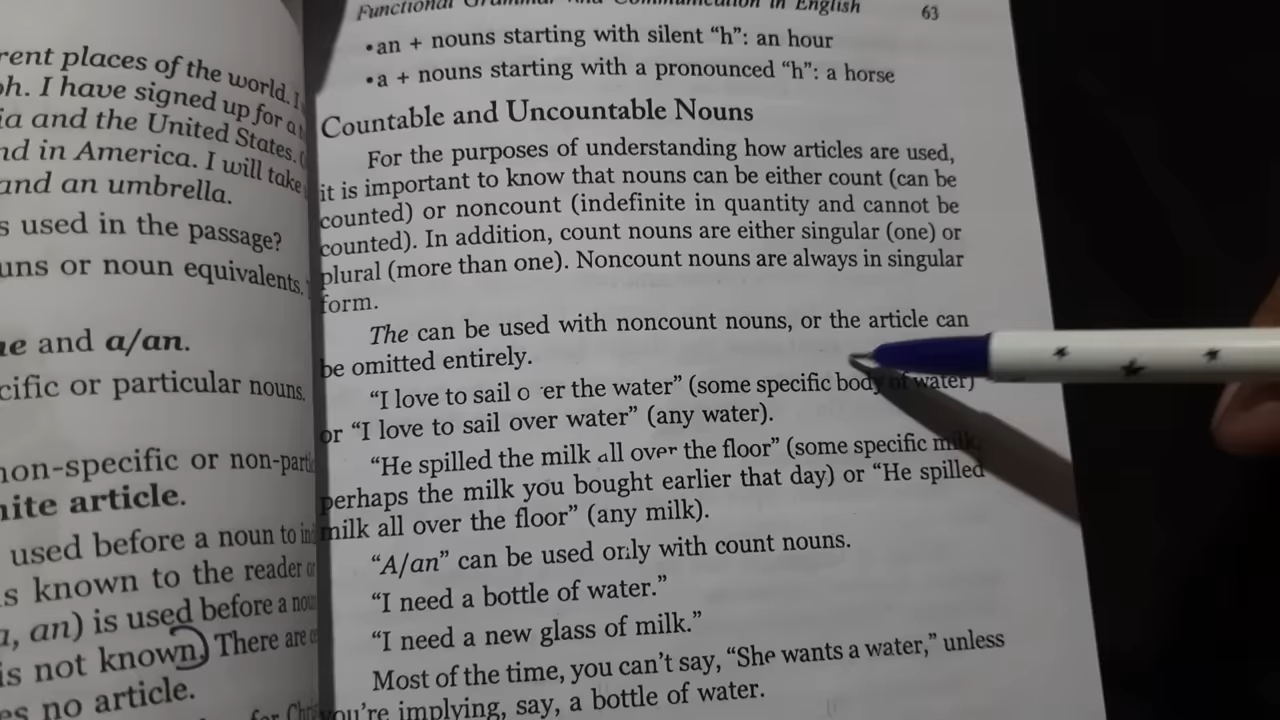 rent places of the world. I
oh. I have signed up for a
ia and the United States.
nd in America. I will take
and an umbrella.
s used in the passage?
uns or noun equivalents.
ne and a/an.
cific or particular nouns.
non-specific or non-parti
nite article.
used before a noun to in
s known to the reader or
a, an) is used before a nou
is not known. There are
es no article.
for Chri
Functional Grammar And Communication in English 63
•an + nouns starting with silent “h”: an hour
•a + nouns starting with a pronounced “h”: a horse
Countable and Uncountable Nouns
For the purposes of understanding how articles are used,
it is important to know that nouns can be either count (can be
counted) or noncount (indefinite in quantity and cannot be
counted). In addition, count nouns are either singular (one) or
plural (more than one). Noncount nouns are always in singular
form.
The can be used with noncount nouns, or the article can
be omitted entirely.
“I love to sail o er the water” (some specific body of water)
or “I love to sail over water” (any water).
“He spilled the milk all over the floor” (some specific milk,
perhaps the milk you bought earlier that day) or “He spilled
milk all over the floor” (any milk).
“A/an” can be used only with count nouns.
“I need a bottle of water.”
“I need a new glass of milk.”
Most of the time, you can’t say, “She wants a water,” unless
you’re implying, say, a bottle of water.